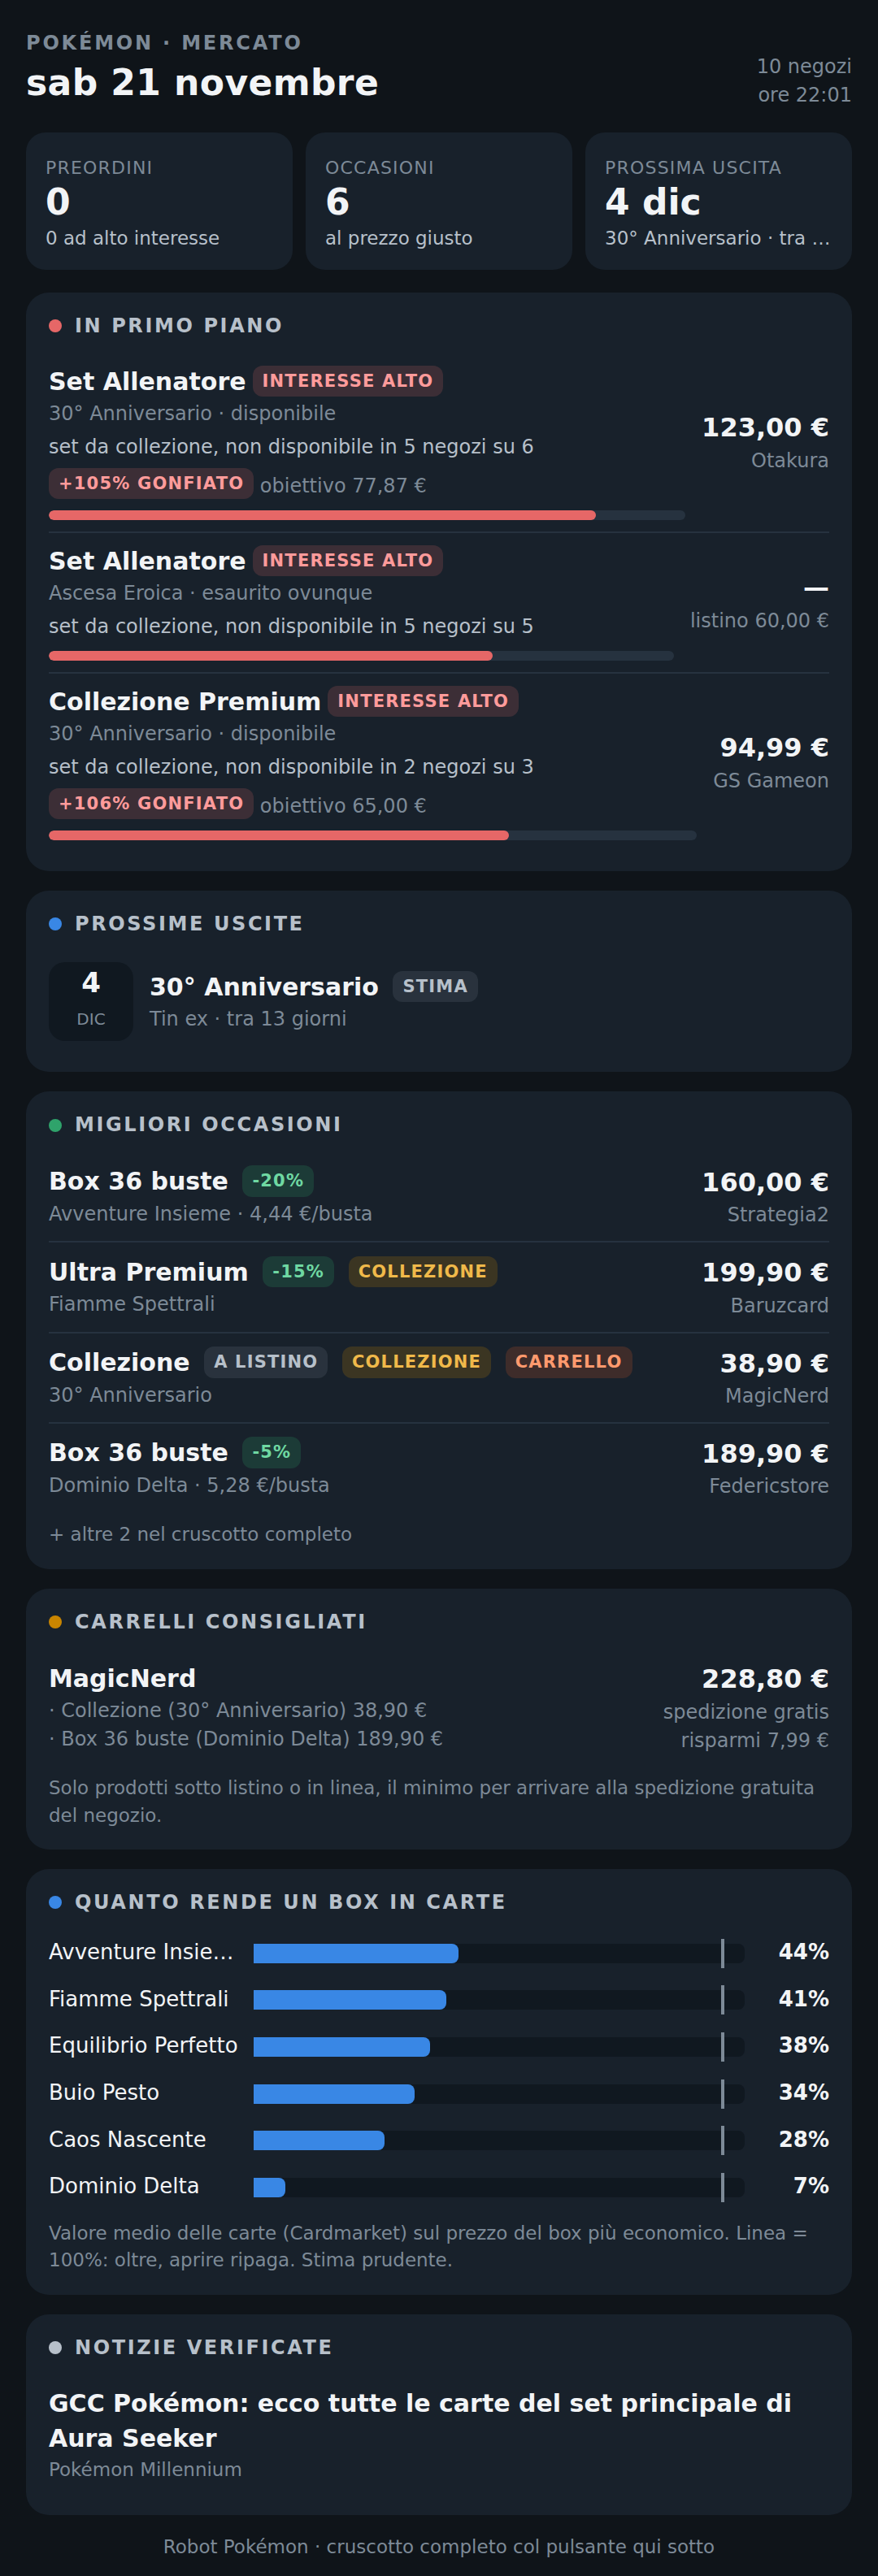 POKÉMON · MERCATO
sab 21 novembre
10 negozi
ore 22:01
PREORDINI
0
0 ad alto interesse
OCCASIONI
6
al prezzo giusto
PROSSIMA USCITA
4 dic
30° Anniversario · tra …
IN PRIMO PIANO
Set Allenatore INTERESSE ALTO
30° Anniversario · disponibile
set da collezione, non disponibile in 5 negozi su 6
+105% GONFIATO obiettivo 77,87 €
123,00 €
Otakura
Set Allenatore INTERESSE ALTO
Ascesa Eroica · esaurito ovunque
set da collezione, non disponibile in 5 negozi su 5
—
listino 60,00 €
Collezione Premium INTERESSE ALTO
30° Anniversario · disponibile
set da collezione, non disponibile in 2 negozi su 3
+106% GONFIATO obiettivo 65,00 €
94,99 €
GS Gameon
PROSSIME USCITE
4
DIC
30° Anniversario STIMA
Tin ex · tra 13 giorni
MIGLIORI OCCASIONI
Box 36 buste -20%
Avventure Insieme · 4,44 €/busta
160,00 €
Strategia2
Ultra Premium -15% COLLEZIONE
Fiamme Spettrali
199,90 €
Baruzcard
Collezione A LISTINO COLLEZIONE CARRELLO
30° Anniversario
38,90 €
MagicNerd
Box 36 buste -5%
Dominio Delta · 5,28 €/busta
189,90 €
Federicstore
+ altre 2 nel cruscotto completo
CARRELLI CONSIGLIATI
MagicNerd
· Collezione (30° Anniversario) 38,90 €
· Box 36 buste (Dominio Delta) 189,90 €
228,80 €
spedizione gratis
risparmi 7,99 €
Solo prodotti sotto listino o in linea, il minimo per arrivare alla spedizione gratuita
del negozio.
QUANTO RENDE UN BOX IN CARTE
Avventure Insie… 44%
Fiamme Spettrali 41%
Equilibrio Perfetto 38%
Buio Pesto 34%
Caos Nascente 28%
Dominio Delta 7%
Valore medio delle carte (Cardmarket) sul prezzo del box più economico. Linea =
100%: oltre, aprire ripaga. Stima prudente.
NOTIZIE VERIFICATE
GCC Pokémon: ecco tutte le carte del set principale di
Aura Seeker
Pokémon Millennium
Robot Pokémon · cruscotto completo col pulsante qui sotto